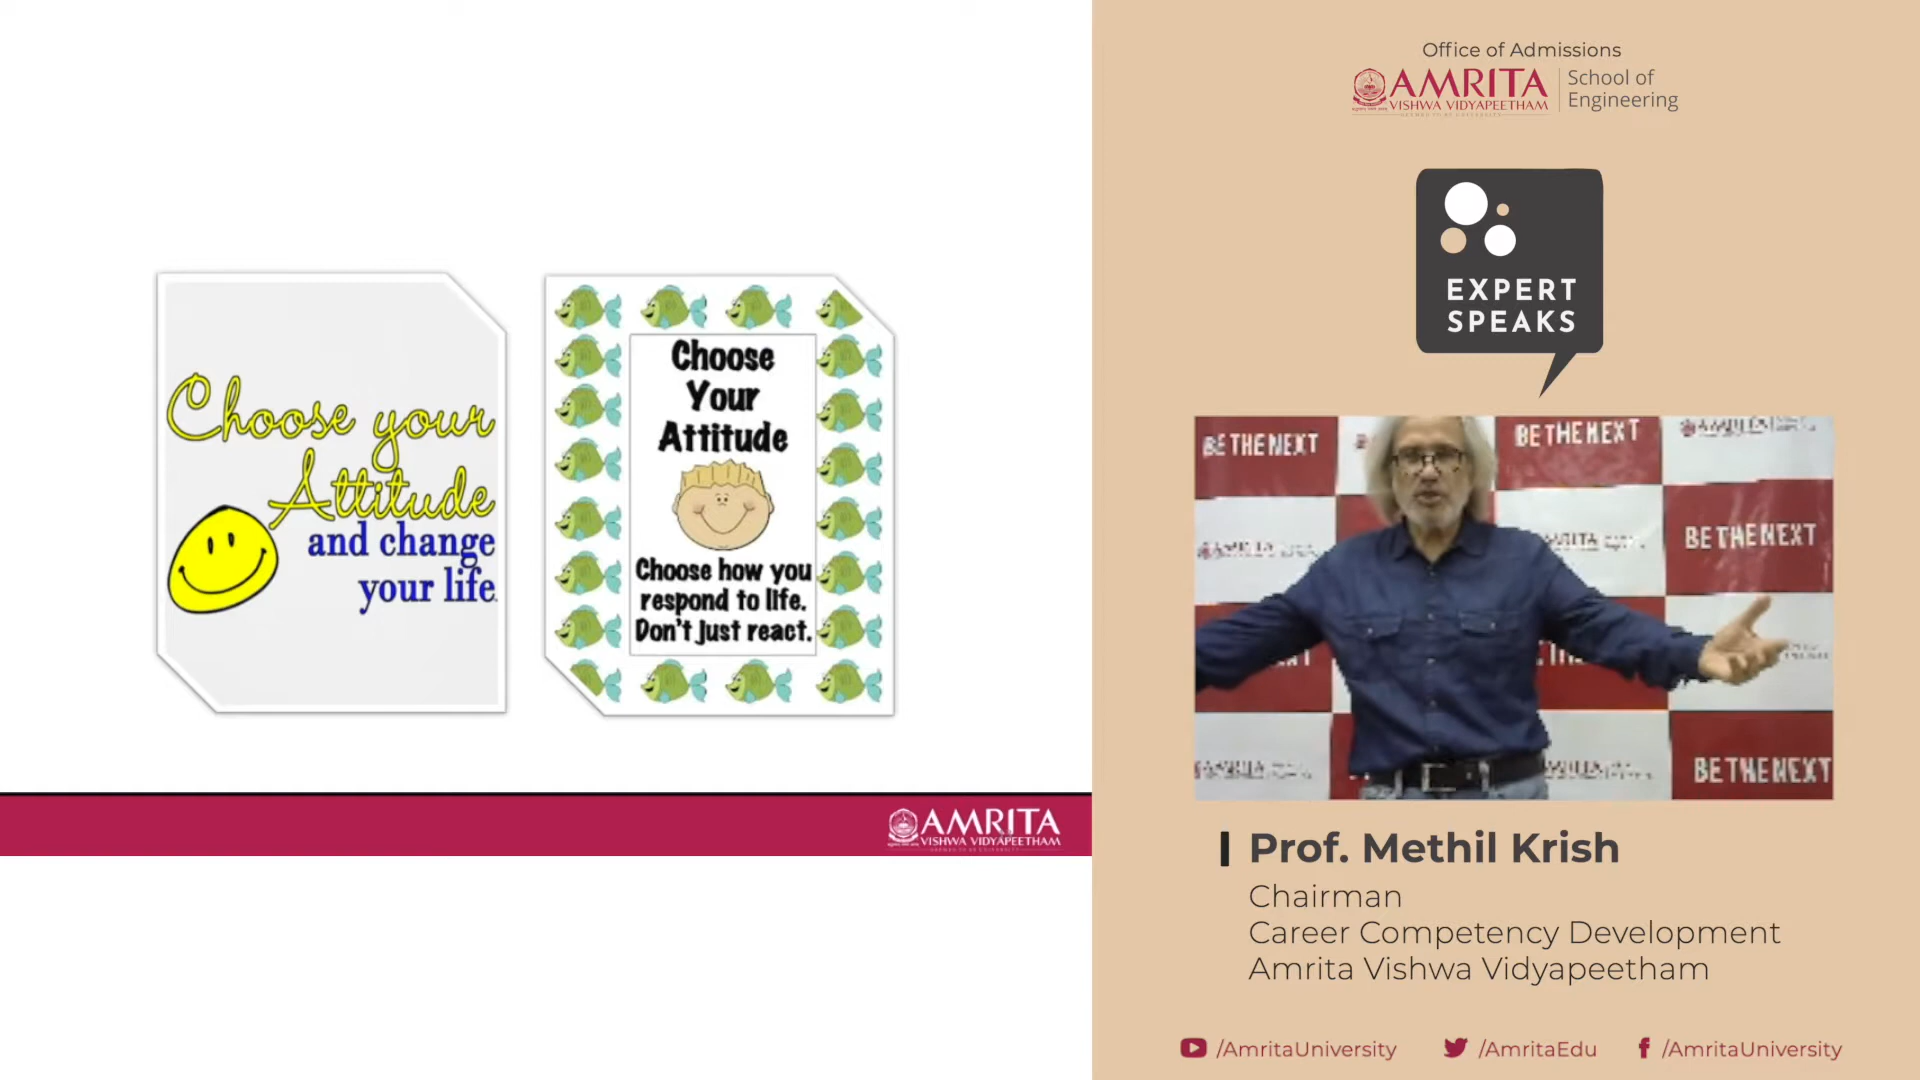 Choose your
Attitude
and change
your life
Choose
Your
Attitude
Choose how you
respond to life.
Don't just react.
AMRITA
VISHWA VIDYAPEETHAM
Office of Admissions
AMRITA
VISHWA VIDYAPEETHAM
School of
Engineering
EXPERT
SPEAKS
BE THE NEXT
BE THE NEXT
AMRITA
BE THE NEXT
AMRITA
AMRITA
BE THE NEXT
Prof. Methil Krish
Chairman
Career Competency Development
Amrita Vishwa Vidyapeetham
/AmritaUniversity
/AmritaEdu
/AmritaUniversity